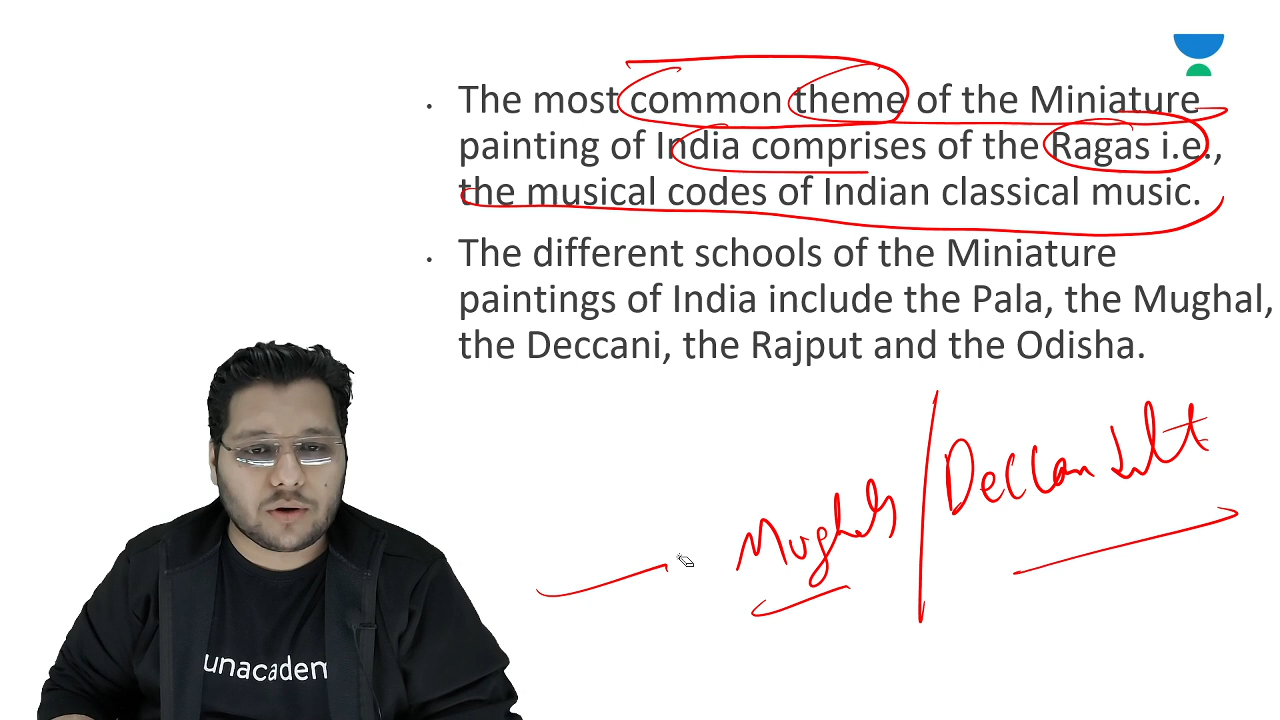 The most common theme of the Miniature
painting of India comprises of the Ragas i.e.,
the musical codes of Indian classical music.
The different schools of the Miniature
paintings of India include the Pala, the Mughal,
the Deccani, the Rajput and the Odisha.
Mughals / Deccan
unacadem